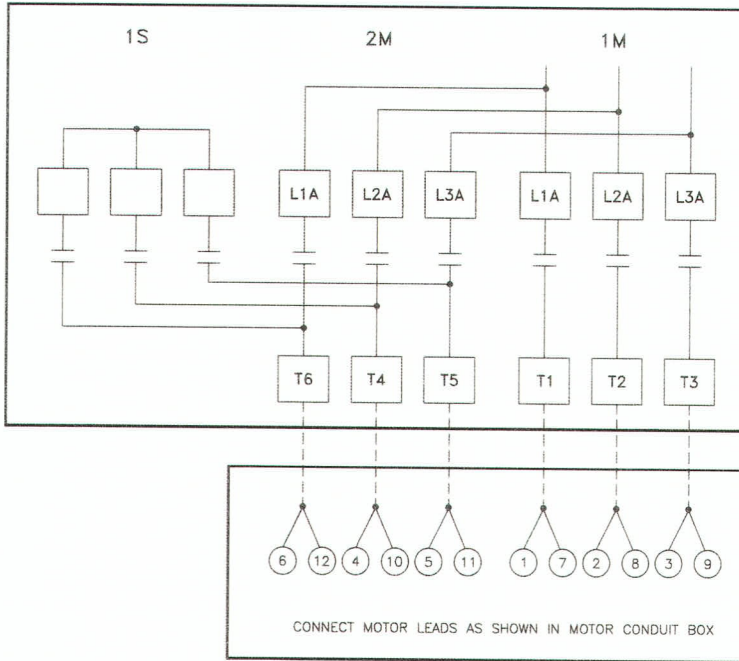 1S 2M 1M
L1A L2A L3A L1A L2A L3A
T6 T4 T5 T1 T2 T3
6 12 4 10 5 11 1 7 2 8 3 9
CONNECT MOTOR LEADS AS SHOWN IN MOTOR CONDUIT BOX